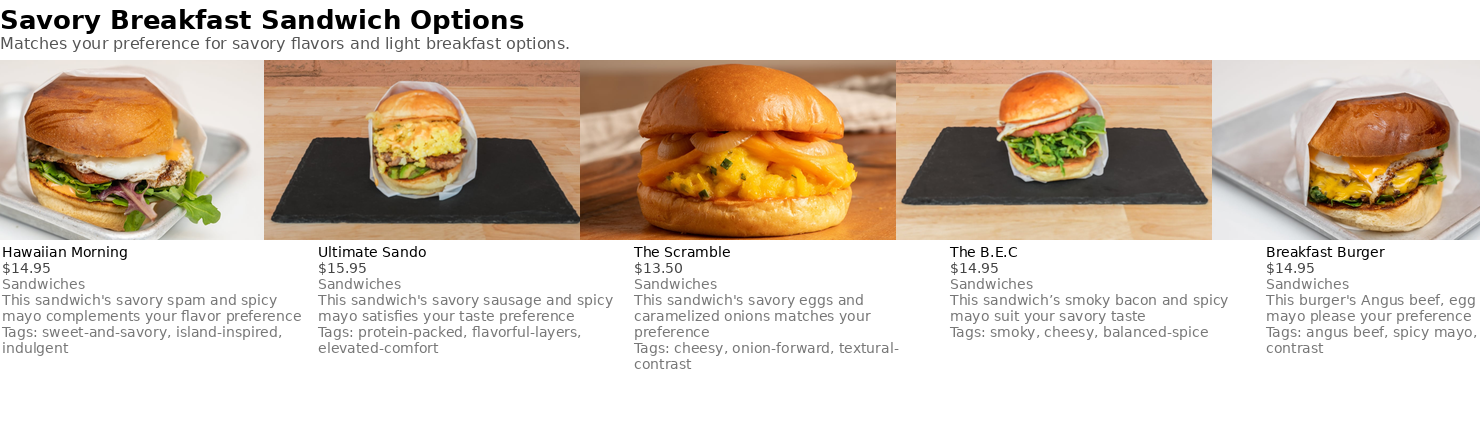 Savory Breakfast Sandwich Options
Matches your preference for savory flavors and light breakfast options.
Hawaiian Morning
$14.95
Sandwiches
This sandwich's savory spam and spicy
mayo complements your flavor preference
Tags: sweet-and-savory, island-inspired,
indulgent
Ultimate Sando
$15.95
Sandwiches
This sandwich's savory sausage and spicy
mayo satisfies your taste preference
Tags: protein-packed, flavorful-layers,
elevated-comfort
The Scramble
$13.50
Sandwiches
This sandwich's savory eggs and
caramelized onions matches your
preference
Tags: cheesy, onion-forward, textural-
contrast
The B.E.C
$14.95
Sandwiches
This sandwich’s smoky bacon and spicy
mayo suit your savory taste
Tags: smoky, cheesy, balanced-spice
Breakfast Burger
$14.95
Sandwiches
This burger's Angus beef, egg
mayo please your preference
Tags: angus beef, spicy mayo,
contrast